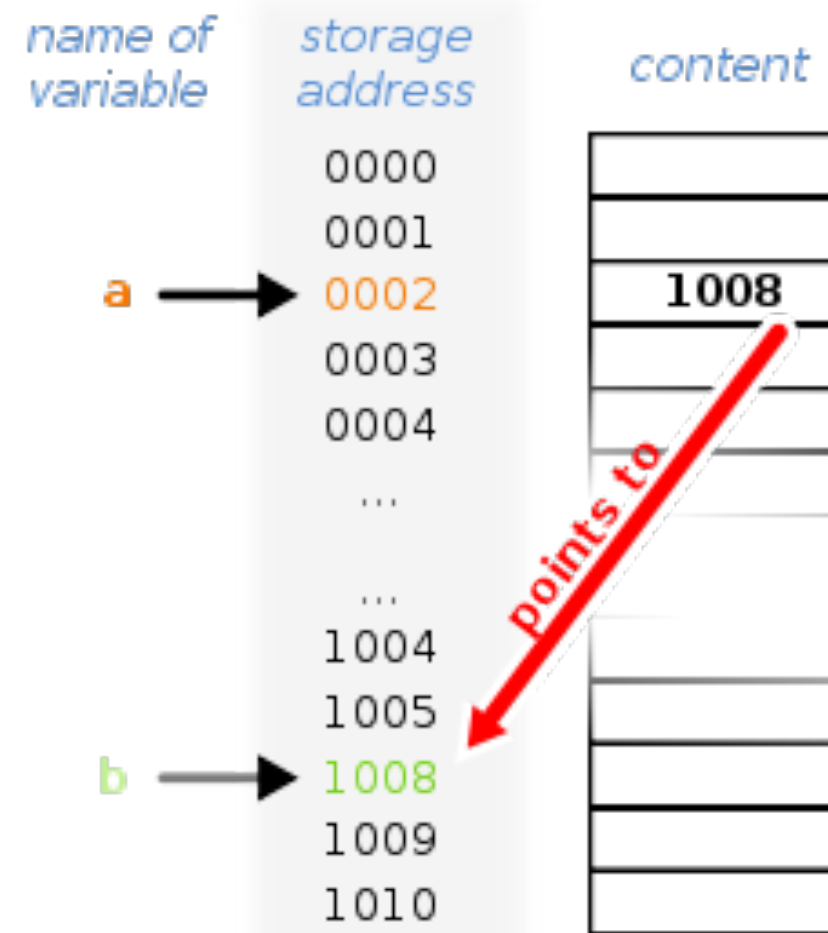 name of
variable
storage
address
content
0000
0001
a 0002 1008
0003
0004
...
points to
...
1004
1005
b 1008
1009
1010